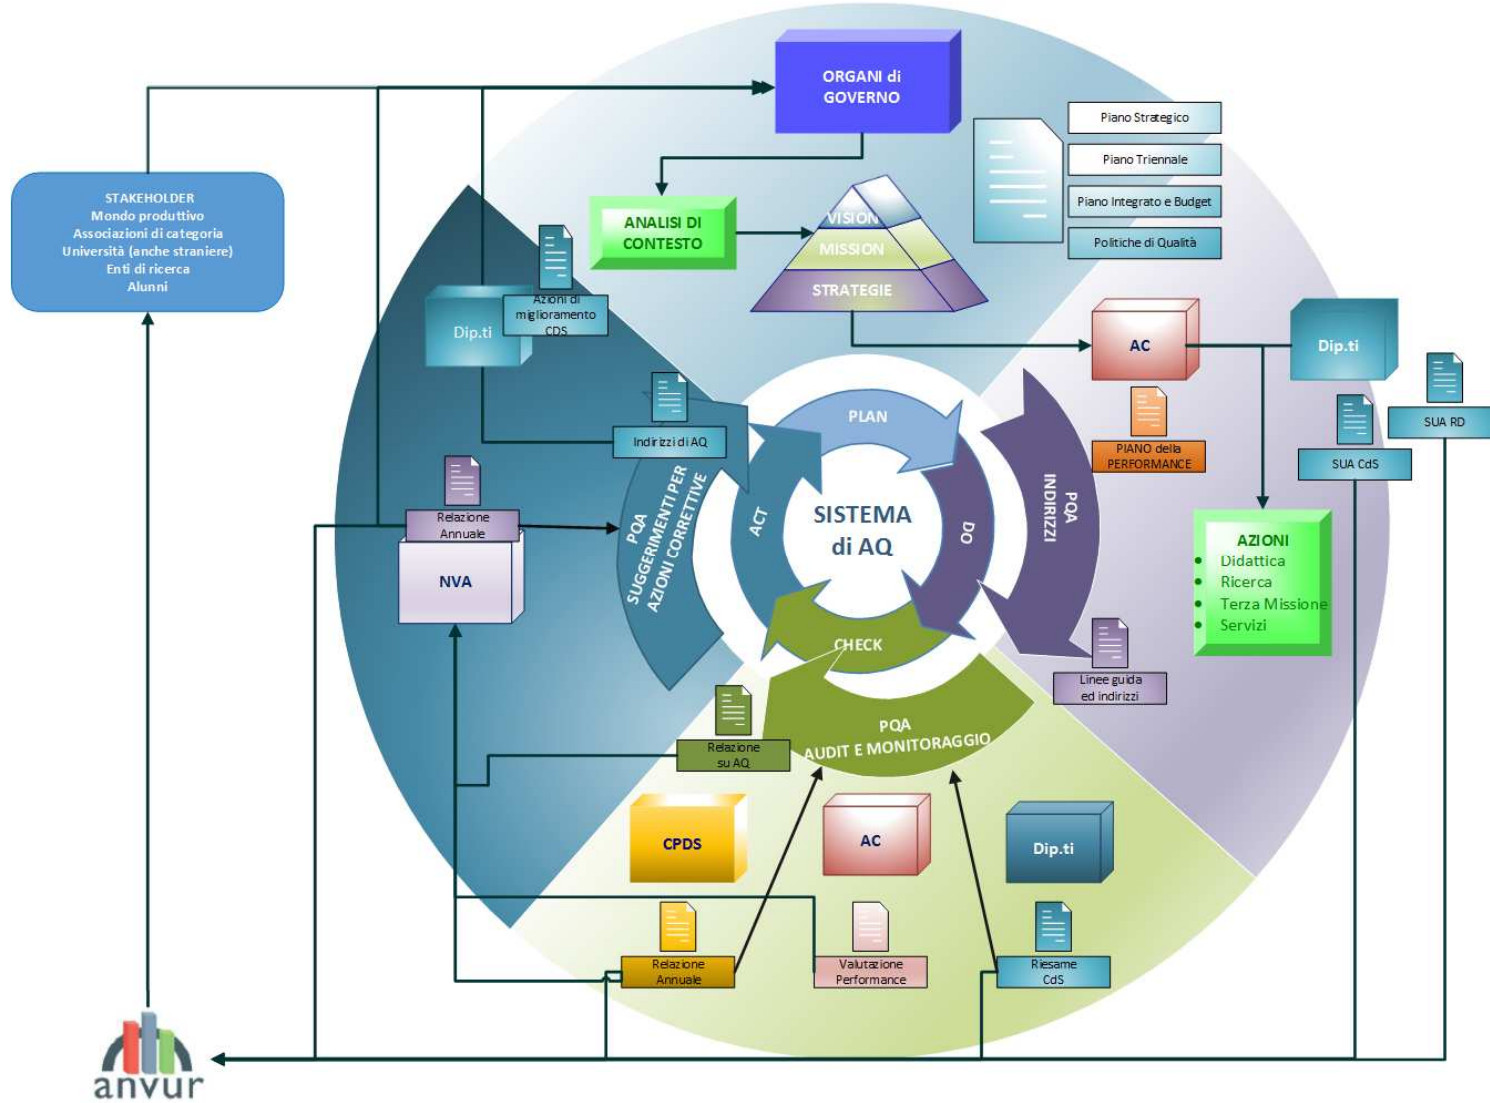 ORGANI di
GOVERNO
Piano Strategico
Piano Triennale
Piano Integrato e Budget
Politiche di Qualità
STAKEHOLDER
Mondo produttivo
Associazioni di categoria
Università (anche straniere)
Enti di ricerca
Alunni
ANALISI DI
CONTESTO
VISION
MISSION
STRATEGIE
Dip.ti
Azioni di
miglioramento
CDS
AC
Dip.ti
PIANO della
PERFORMANCE
SUA CdS
SUA RD
Indirizzi di AQ
PLAN
DO
CHECK
ACT
SISTEMA
di AQ
PQA
INDIRIZZI
PQA
SUGGERIMENTI PER
AZIONI CORRETTIVE
Relazione
Annuale
NVA
AZIONI
• Didattica
• Ricerca
• Terza Missione
• Servizi
Linee guida
ed indirizzi
PQA
AUDIT E MONITORAGGIO
Relazione
su AQ
CPDS
AC
Dip.ti
Relazione
Annuale
Valutazione
Performance
Riesame
CdS
anvur